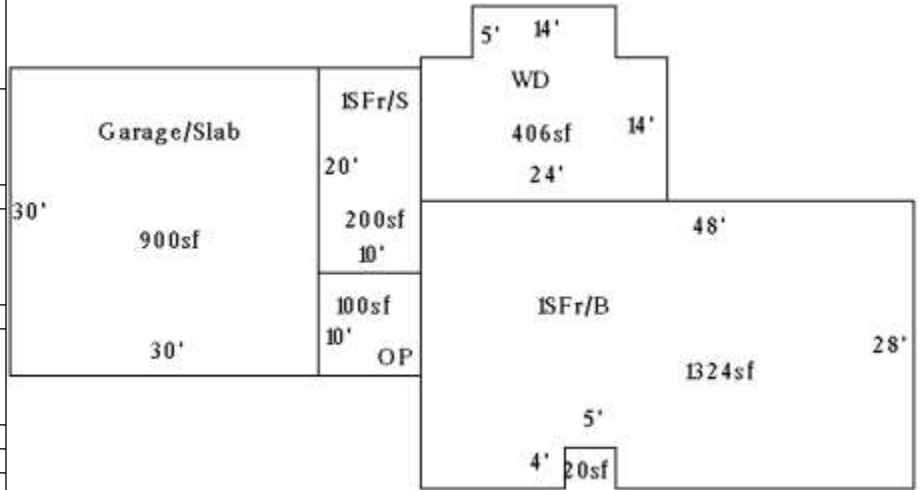 5' 14'
WD
406sf
14'
24'
1SFr/S
20'
200sf
10'
Garage/Slab
30'
900sf
30'
100sf
10'
OP
48'
1SFr/B
28'
1324sf
5'
4'
20sf